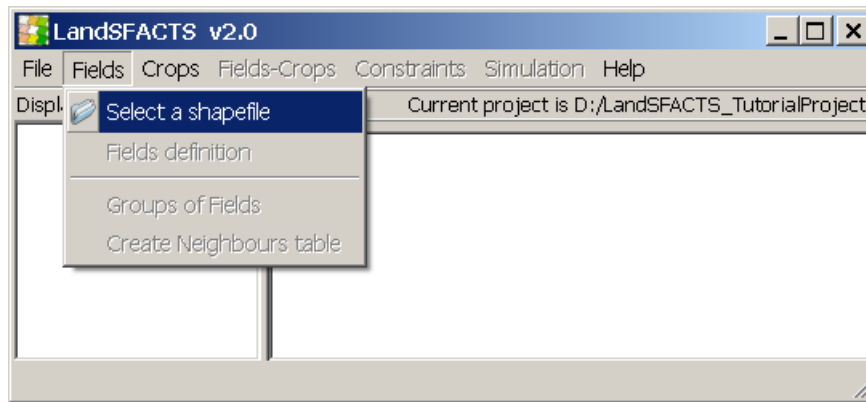 LandSFACTS v2.0
File Fields Crops Fields-Crops Constraints Simulation Help
Current project is D:/LandSFACTS_TutorialProject
Select a shapefile
Fields definition
Groups of Fields
Create Neighbours table